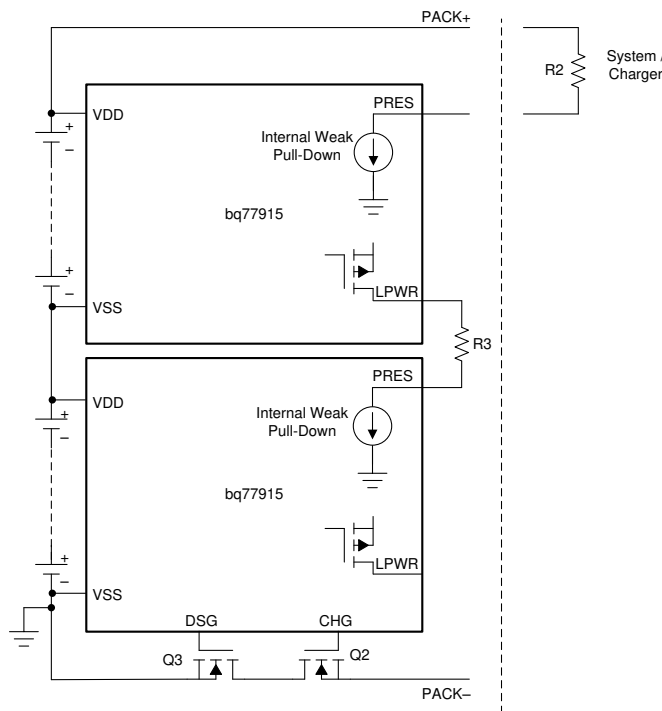 PACK+
R2
System /
Charger
PRES
VDD
+
–
Internal Weak
Pull-Down
bq77915
+
–
VSS
LPWR
R3
PRES
VDD
+
–
Internal Weak
Pull-Down
bq77915
+
–
LPWR
VSS
DSG
CHG
Q3
Q2
PACK–